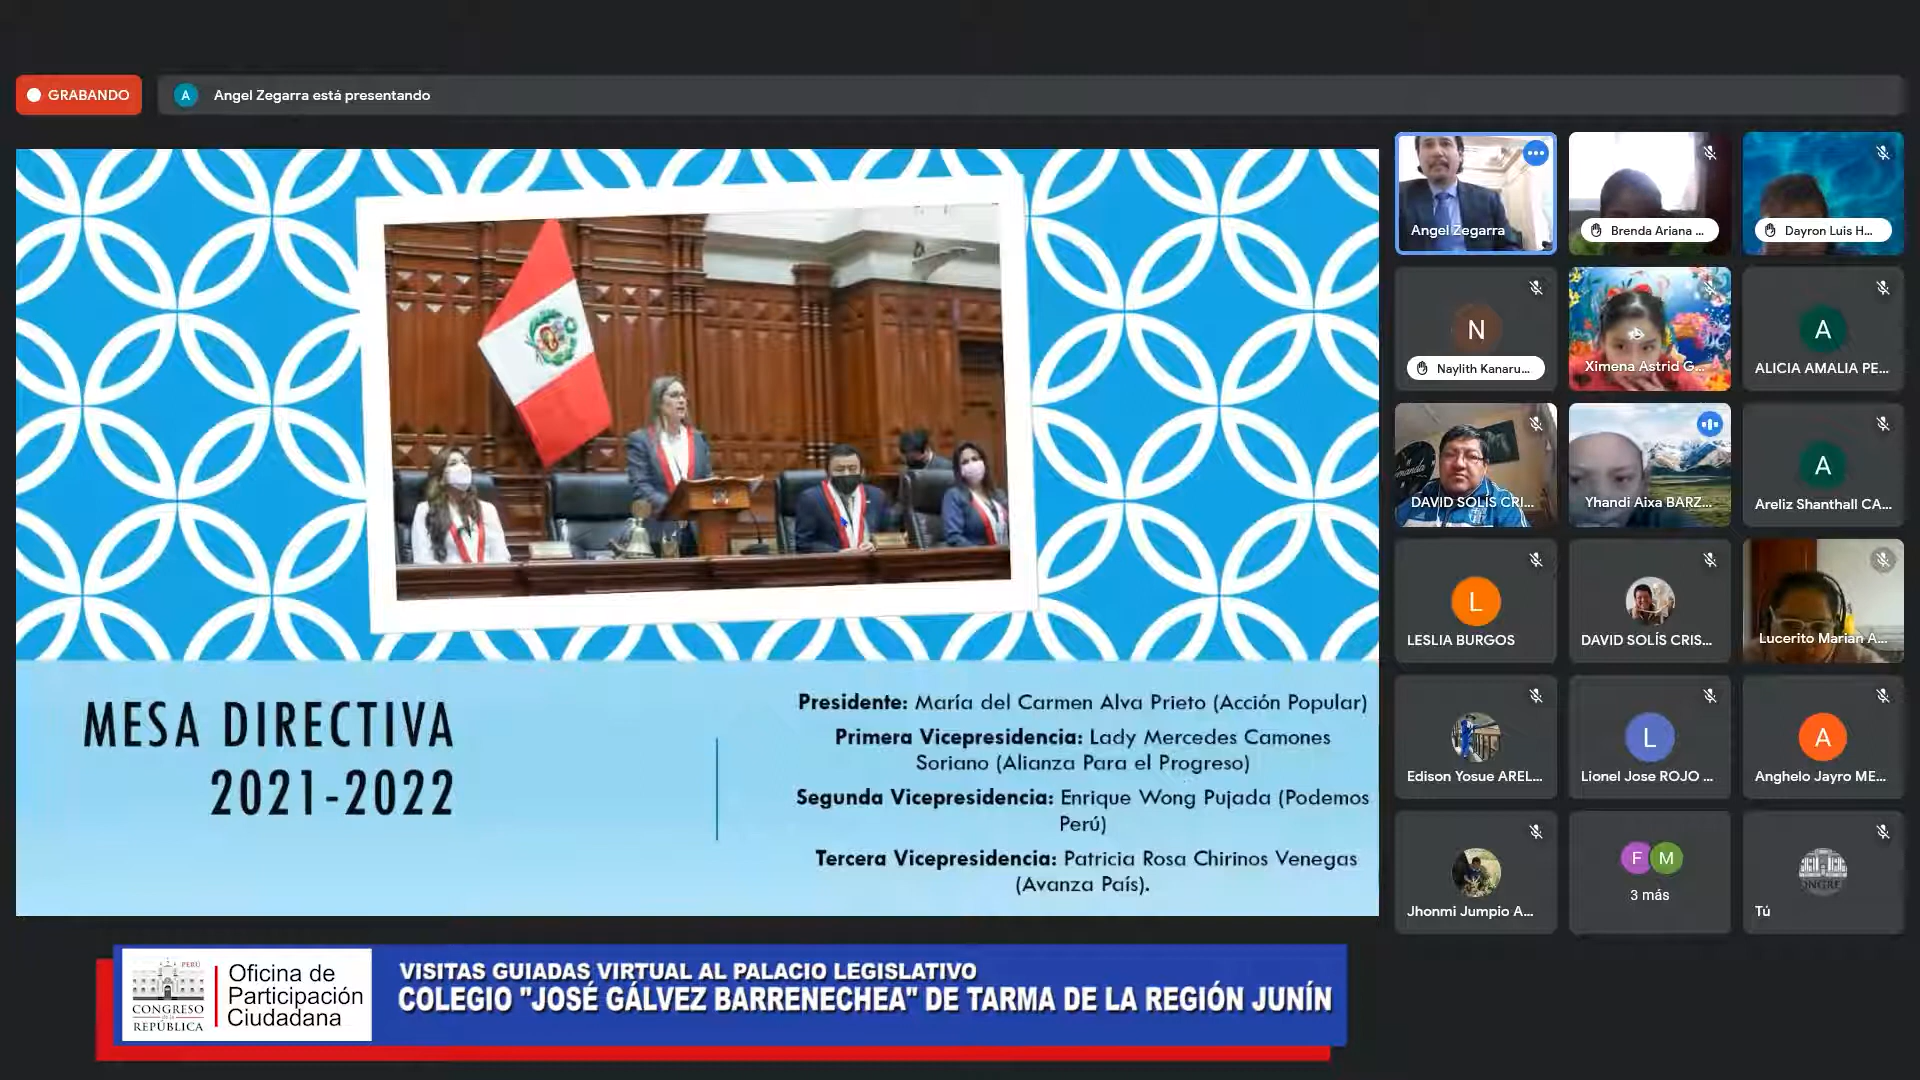 GRABANDO
A
Angel Zegarra está presentando
Angel Zegarra
Brenda Ariana ...
Dayron Luis H...
N
Naylith Kanaru...
Ximena Astrid G...
A
ALICIA AMALIA PE...
DAVID SOLÍS CRI...
Yhandi Aixa BARZ...
A
Areliz Shanthall CA...
L
LESLIA BURGOS
DAVID SOLÍS CRIS...
Lucerito Marian A...
Edison Yosue AREL...
L
Lionel Jose ROJO ...
A
Anghelo Jayro ME...
Jhonmi Jumpio A...
F M
3 más
Tú
MESA DIRECTIVA
2021-2022
Presidente: María del Carmen Alva Prieto (Acción Popular)
Primera Vicepresidencia: Lady Mercedes Camones
Soriano (Alianza Para el Progreso)
Segunda Vicepresidencia: Enrique Wong Pujada (Podemos
Perú)
Tercera Vicepresidencia: Patricia Rosa Chirinos Venegas
(Avanza País).
PERÚ
CONGRESO
de la
REPÚBLICA
Oficina de
Participación
Ciudadana
VISITAS GUIADAS VIRTUAL AL PALACIO LEGISLATIVO
COLEGIO "JOSÉ GÁLVEZ BARRENECHEA" DE TARMA DE LA REGIÓN JUNÍN